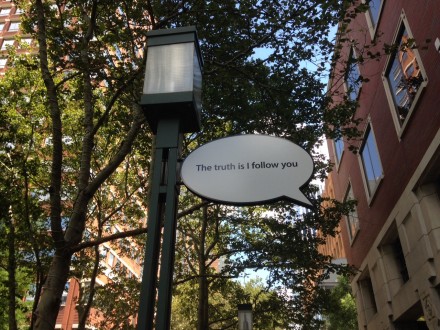 The truth is I follow you